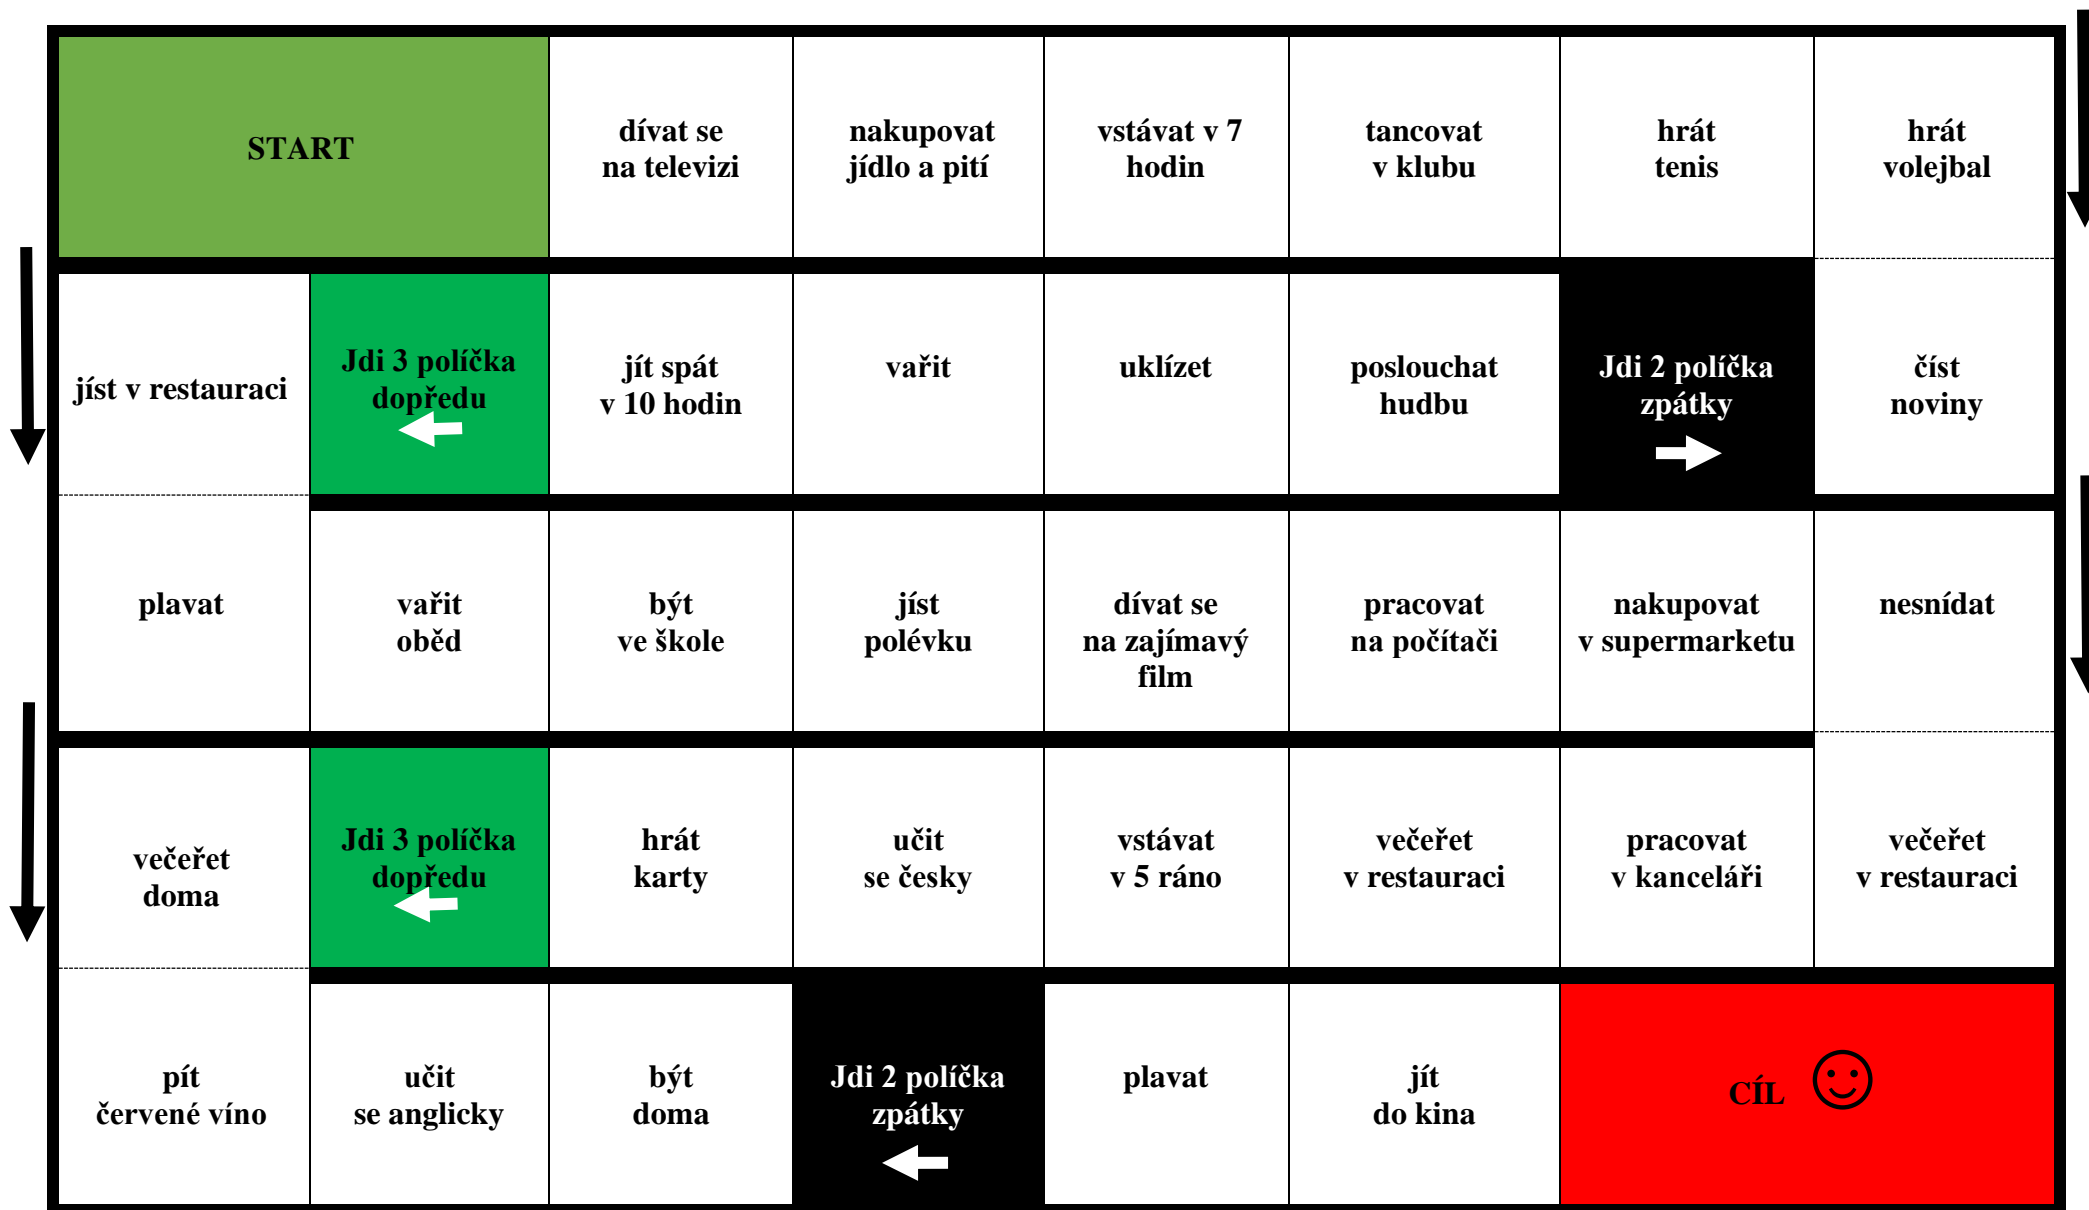 START
dívat se
na televizi
nakupovat
jídlo a pití
vstávat v 7
hodin
tancovat
v klubu
hrát
tenis
hrát
volejbal
jíst v restauraci
Jdi 3 políčka
dopředu
jít spát
v 10 hodin
vařit
uklízet
poslouchat
hudbu
Jdi 2 políčka
zpátky
číst
noviny
plavat
vařit
oběd
být
ve škole
jíst
polévku
dívat se
na zajímavý
film
pracovat
na počítači
nakupovat
v supermarketu
nesnídat
večeřet
doma
Jdi 3 políčka
dopředu
hrát
karty
učit
se česky
vstávat
v 5 ráno
večeřet
v restauraci
pracovat
v kanceláři
večeřet
v restauraci
pít
červené víno
učit
se anglicky
být
doma
Jdi 2 políčka
zpátky
plavat
jít
do kina
CÍL